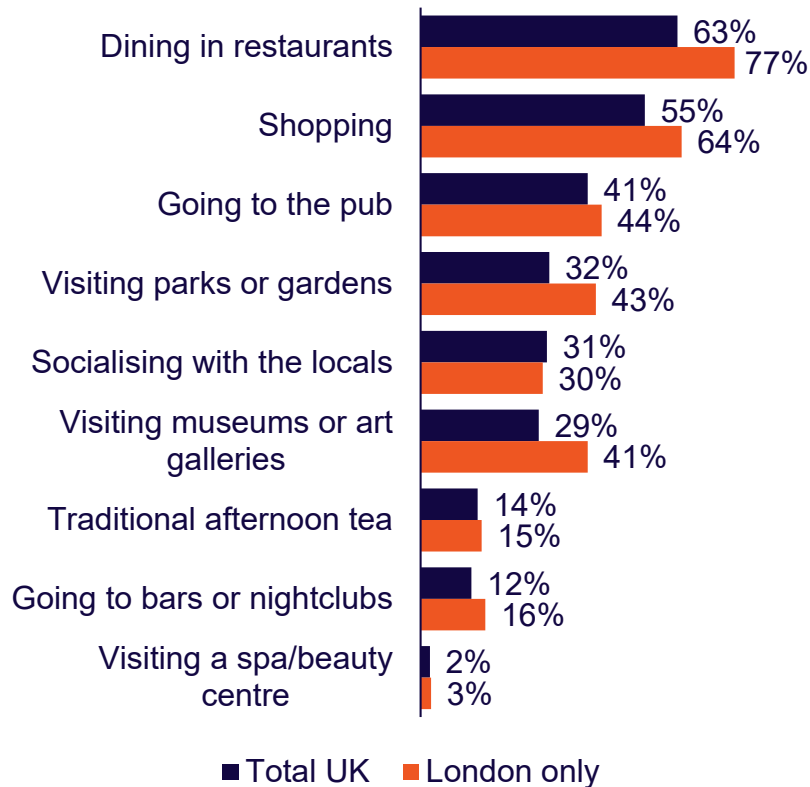 Dining in restaurants
63%
77%
Shopping
55%
64%
Going to the pub
41%
44%
Visiting parks or gardens
32%
43%
Socialising with the locals
31%
30%
Visiting museums or art
galleries
29%
41%
Traditional afternoon tea
14%
15%
Going to bars or nightclubs
12%
16%
Visiting a spa/beauty
centre
2%
3%
Total UK
London only